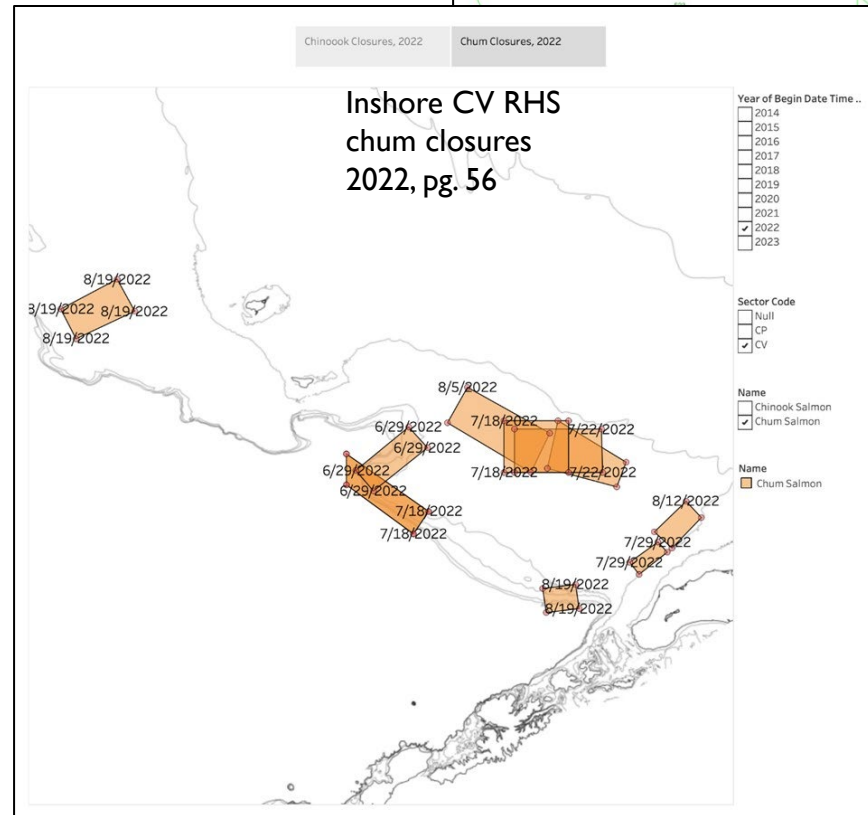 Chinoook Closures, 2022
Chum Closures, 2022
Inshore CV RHS
chum closures
2022, pg. 56
Year of Begin Date Time ..
2014
2015
2016
2017
2018
2019
2020
2021
2022
2023
Sector Code
Null
CP
CV
Name
Chinook Salmon
Chum Salmon
Name
Chum Salmon
8/19/2022
8/19/2022
8/19/2022
8/19/2022
8/5/2022
7/18/2022
7/22/2022
6/29/2022
6/29/2022
6/29/2022
7/18/2022
7/22/2022
6/29/2022
7/18/2022
7/18/2022
8/12/2022
7/29/2022
7/29/2022
8/19/2022
8/19/2022